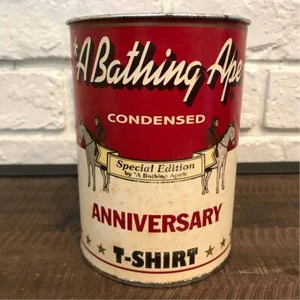 "A Bathing Ape
CONDENSED
Special Edition
by "A Bathing Ape®
ANNIVERSARY
T-SHIRT